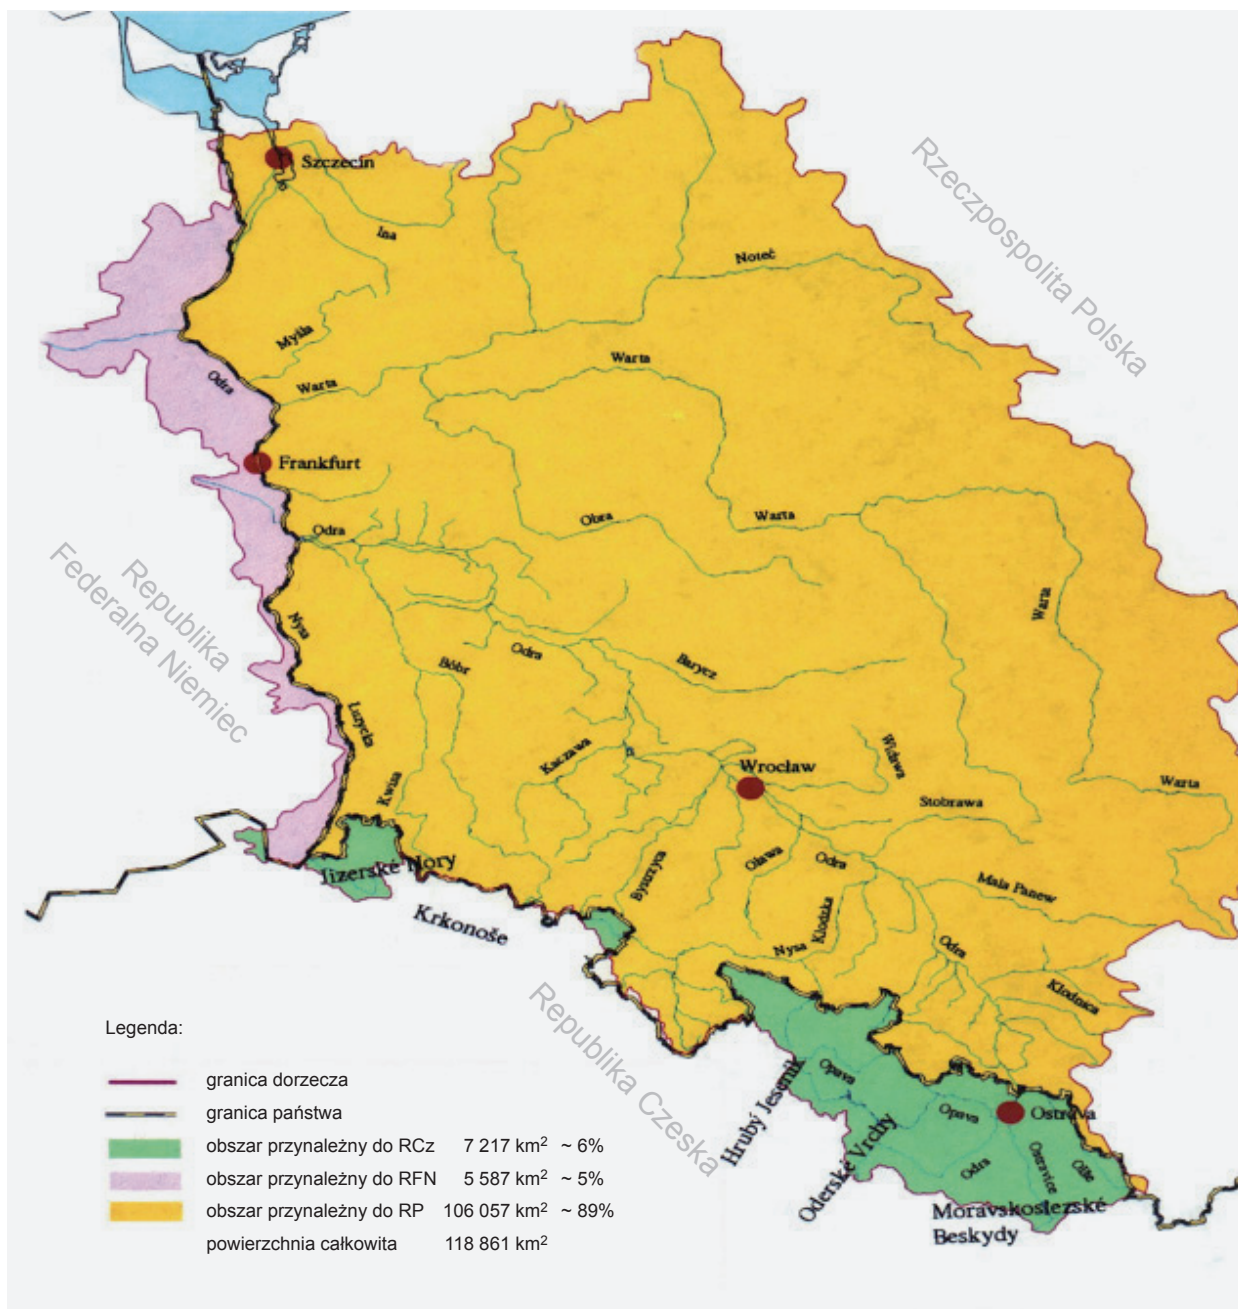 Szczecin
Rzeczpospolita Polska
Ina
Noteć
Myśla
Warta
Odra
Warta
Frankfurt
Odra
Obra
Warta
Republika
Federalna Niemiec
Nysa
Warta
Bóbr
Odra
Barycz
Łużycka
Kaczawa
Wrocław
Widawa
Kwisa
Stobrawa
Warta
Jizerské Hory
Bystrzyca
Oława
Odra
Mała Panew
Krkonoše
Nysa
Kłodzka
Odra
Kłodnica
Republika Czeska
Hrubý Jeseník
Opava
Opava
Ostrava
Oderské Vrchy
Odra
Ostravice
Olše
Moravskoslezské
Beskydy
Legenda:
granica dorzecza
granica państwa
obszar przynależny do RCz 7 217 km² ~ 6%
obszar przynależny do RFN 5 587 km² ~ 5%
obszar przynależny do RP 106 057 km² ~ 89%
powierzchnia całkowita 118 861 km²